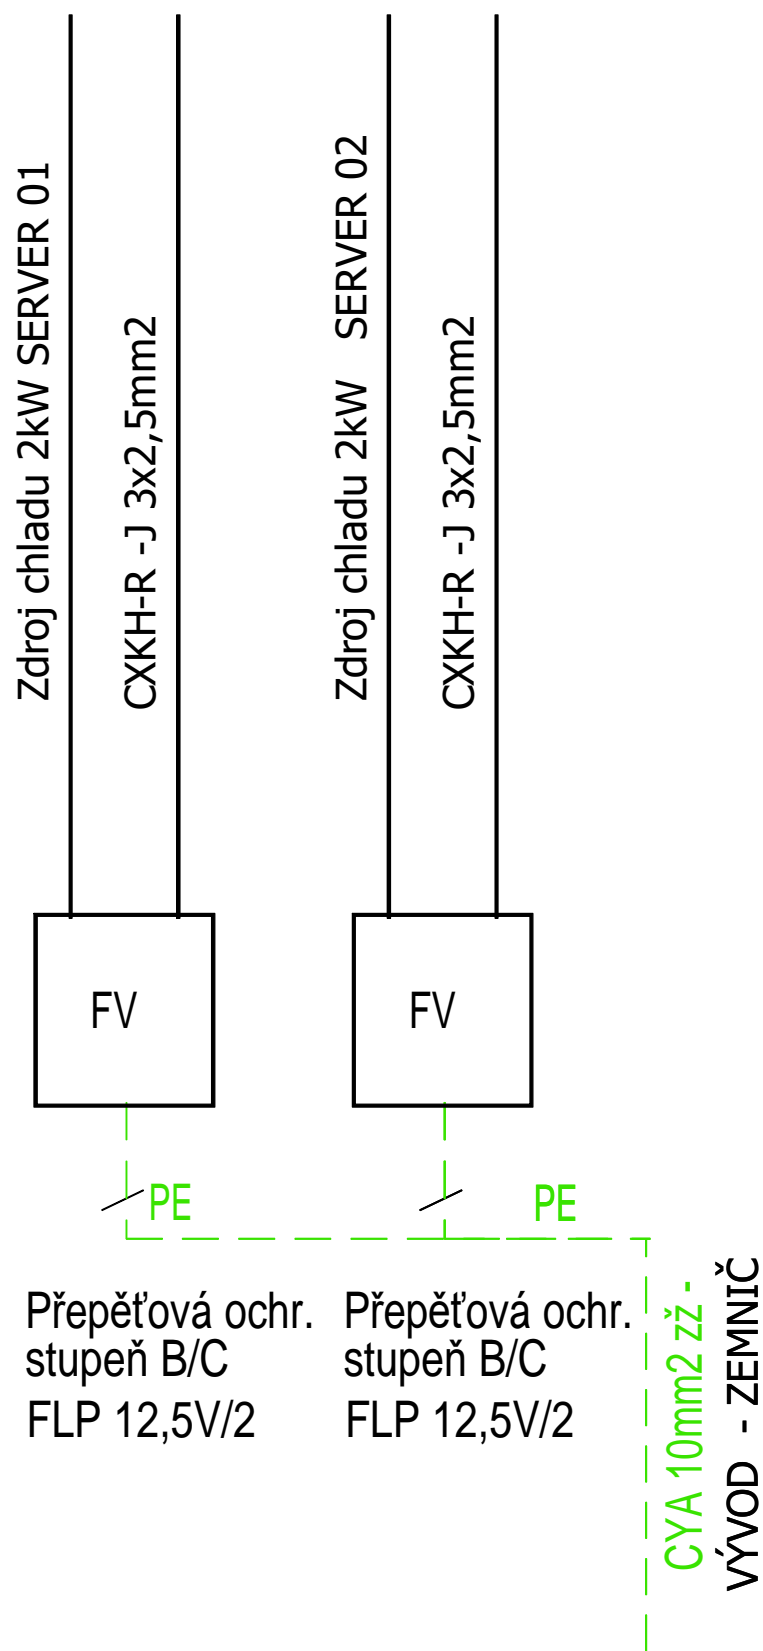 Zdroj chladu 2kW SERVER 01
CXKH-R -J 3x2,5mm2
Zdroj chladu 2kW SERVER 02
CXKH-R -J 3x2,5mm2
FV
FV
PE
PE
Přepěťová ochr.
stupeň B/C
FLP 12,5V/2
Přepěťová ochr.
stupeň B/C
FLP 12,5V/2
CYA 10mm2 zž -
VÝVOD - ZEMNIČ